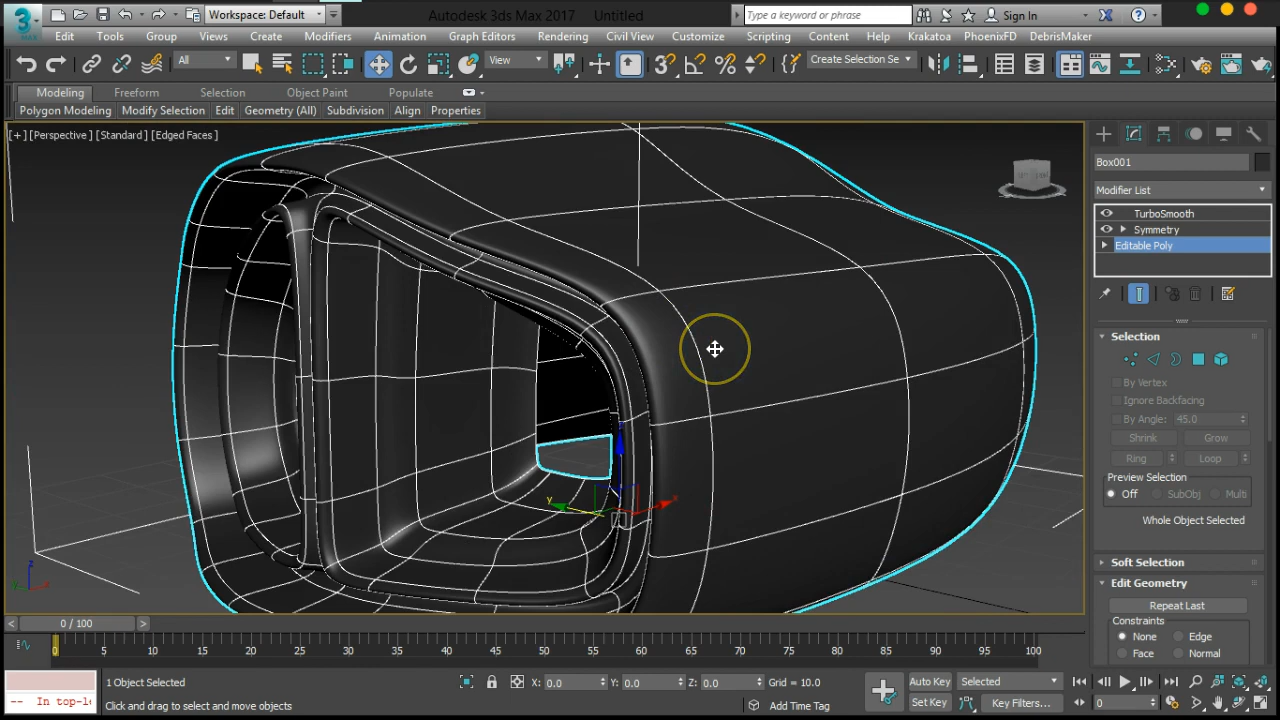 Workspace: Default
Autodesk 3ds Max 2017 Untitled
Type a keyword or phrase
Sign In
MAX
Edit Tools Group Views Create Modifiers Animation Graph Editors Rendering Civil View Customize Scripting Content Help Krakatoa PhoenixFD DebrisMaker
All
View
Create Selection Se
Modeling Freeform Selection Object Paint Populate
Polygon Modeling Modify Selection Edit Geometry (All) Subdivision Align Properties
[+] [Perspective] [Standard] [Edged Faces]
Box001
Modifier List
TurboSmooth
Symmetry
Editable Poly
Selection
By Vertex
Ignore Backfacing
By Angle: 45.0
Shrink Grow
Ring Loop
Preview Selection
Off SubObj Multi
Whole Object Selected
Soft Selection
Edit Geometry
Repeat Last
Constraints
None Edge
Face Normal
y x
z
x
< 0 / 100 >
0 5 10 15 20 25 30 35 40 45 50 55 60 65 70 75 80 85 90 95 100
1 Object Selected
X: 0.0 Y: 0.0 Z: 0.0 Grid = 10.0
Auto Key Selected
-- In top-le
Click and drag to select and move objects
Add Time Tag
Set Key Key Filters...
0